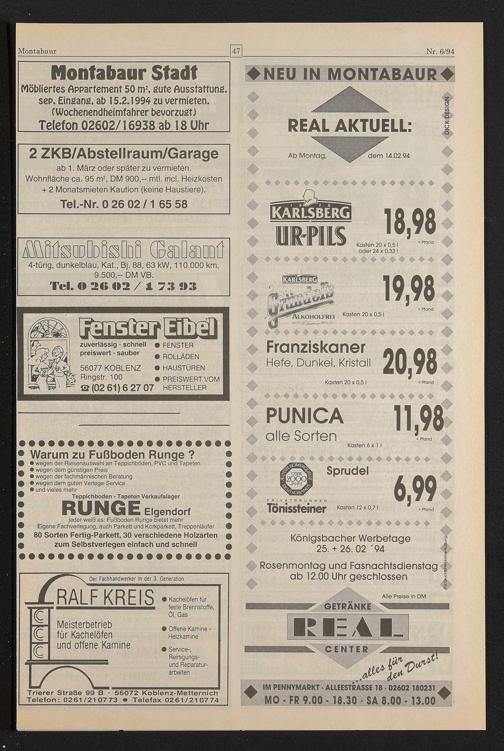 Montabaur
47
Nr. 6/94
Montabaur Stadt
Möbliertes Appartement 50 m², gute Ausstattung,
sep. Eingang, ab 15.2.1994 zu vermieten.
(Wochenendheimfahrer bevorzugt)
Telefon 02602/16938 ab 18 Uhr
2 ZKB/Abstellraum/Garage
ab 1. März oder später zu vermieten.
Wohnfläche ca. 95 m², DM 900,-- mtl. incl. Heizkosten
+ 2 Monatsmieten Kaution (keine Haustiere).
Tel.-Nr. 0 26 02 / 1 65 58
Mitsubishi Galant
4-türig, dunkelblau, Kat., Bj. 88, 63 kW, 110.000 km,
9.500,-- DM VB.
Tel. 0 26 02 / 1 73 93
Fenster Eibel
zuverlässig - schnell
preiswert - sauber
56077 KOBLENZ
Ringstr. 100
☎ (02 61) 6 27 07
● FENSTER
● ROLLÄDEN
● HAUSTÜREN
● PREISWERT VOM
HERSTELLER
Warum zu Fußboden Runge ?
● wegen der Riesenauswahl an Teppichböden, PVC und Tapeten
● wegen dem günstigen Preis
● wegen der fachmännischen Beratung
● wegen dem guten Verlege-Service
● und vieles mehr
Teppichboden - Tapeten Verkaufslager
RUNGE Elgendorf
jeder weiß es: Fußboden Runge bietet mehr!
Eigene Fachverlegung, auch Parkett und Korkparkett, Treppenläufer
80 Sorten Fertig-Parkett, 30 verschiedene Holzarten
zum Selbstverlegen einfach und schnell
Der Fachhandwerker in der 3. Generation
RALF KREIS
Meisterbetrieb
für Kachelöfen
und offene Kamine
● Kachelöfen für
feste Brennstoffe,
Öl, Gas
● Offene Kamine -
Heizkamine
● Service-,
Reinigungs-
und Reparatur-
arbeiten
Trierer Straße 99 B · 56072 Koblenz-Metternich
Telefon: 0261/210773 ● Telefax 0261/210774
NEU IN MONTABAUR
REAL AKTUELL:
Ab Montag, dem 14.02.94
KARLSBERG
UR-PILS
Kasten 20 x 0,5 l
oder 24 x 0,33 l
18,98
+ Pfand
KARLSBERG
Gründel's
ALKOHOLFREI
Kasten 20 x 0,5 l
19,98
+ Pfand
Franziskaner
Hefe, Dunkel, Kristall
Kasten 20 x 0,5 l
20,98
+ Pfand
PUNICA
alle Sorten
Kasten 6 x 1 l
11,98
+ Pfand
Sprudel
PRIVATBRUNNEN
Tönissteiner
Kasten 12 x 0,7 l
6,99
+ Pfand
Königsbacher Werbetage
25. + 26. 02 ´94
Rosenmontag und Fasnachtsdienstag
ab 12.00 Uhr geschlossen
Alle Preise in DM
GETRÄNKE
REAL
CENTER
...alles für
den Durst!
IM PENNYMARKT · ALLEESTRASSE 18 · 02602 180231
MO - FR 9.00 - 18.30 · SA 8.00 - 13.00